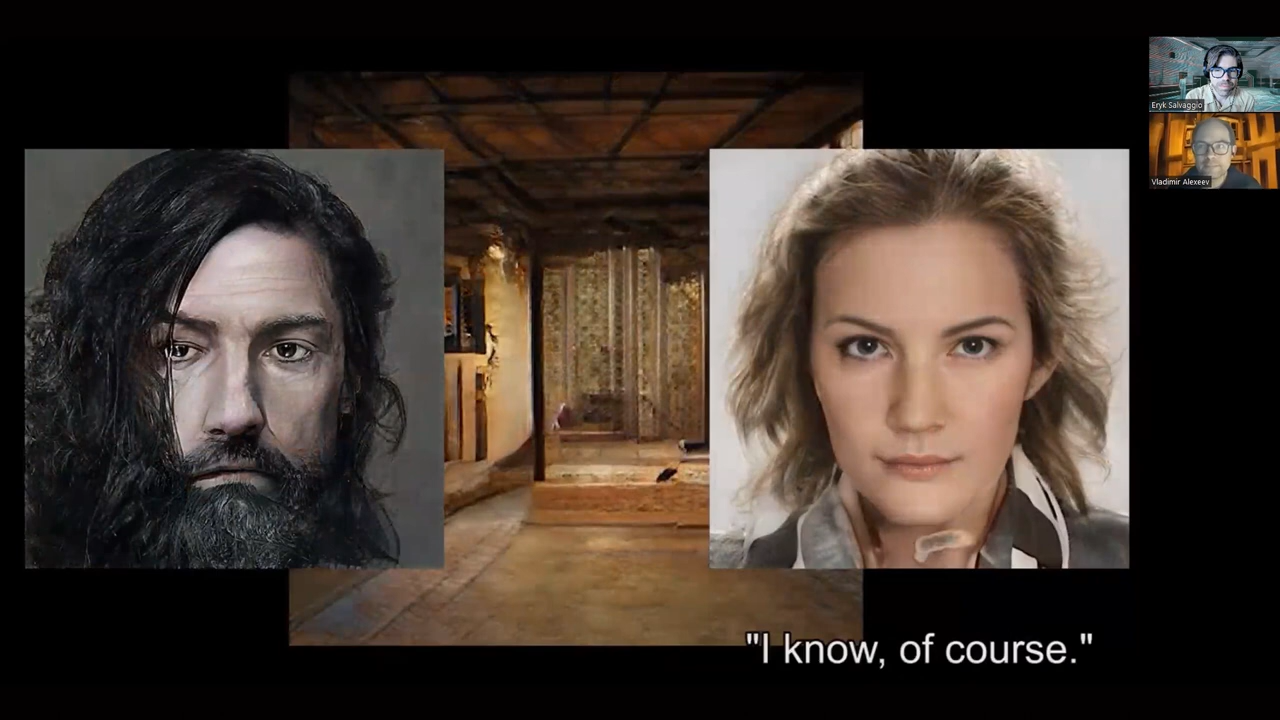 Eryk Salvaggio
Vladimir Alexeev
"I know, of course."